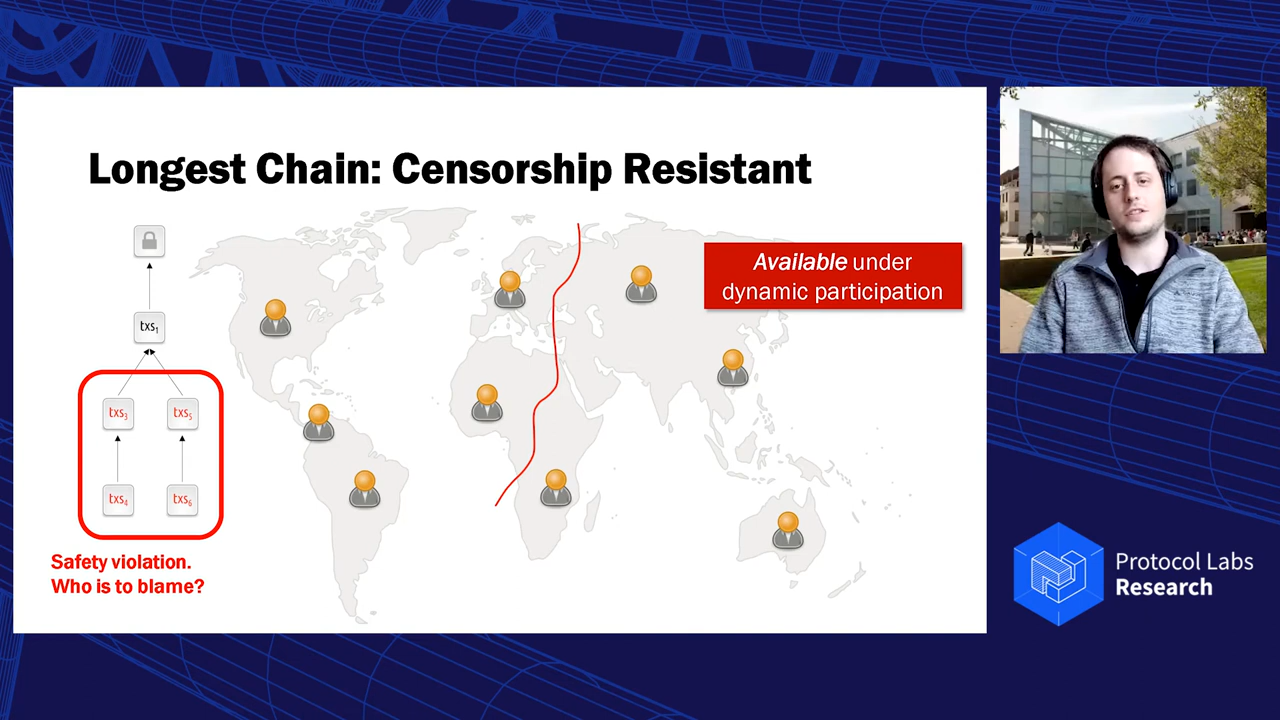 Longest Chain: Censorship Resistant
Available under
dynamic participation
txs₁
txs₃
txs₅
txs₄
txs₆
Safety violation.
Who is to blame?
Protocol Labs
Research